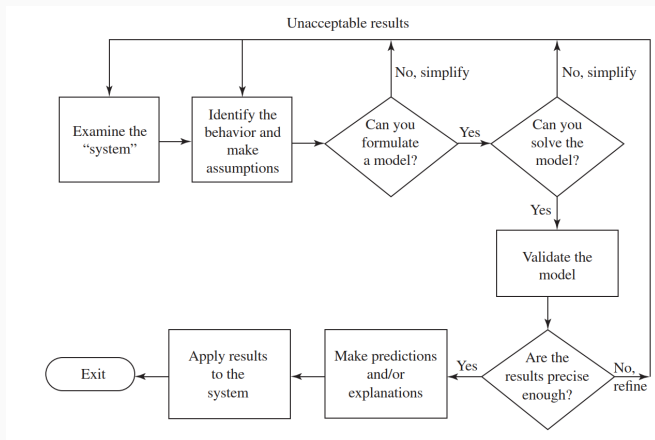 Unacceptable results
No, simplify
No, simplify
Examine the
“system”
Identify the
behavior and
make
assumptions
Can you
formulate
a model?
Yes
Can you
solve the
model?
Yes
Validate the
model
Are the
results precise
enough?
No,
refine
Yes
Make predictions
and/or
explanations
Apply results
to the
system
Exit